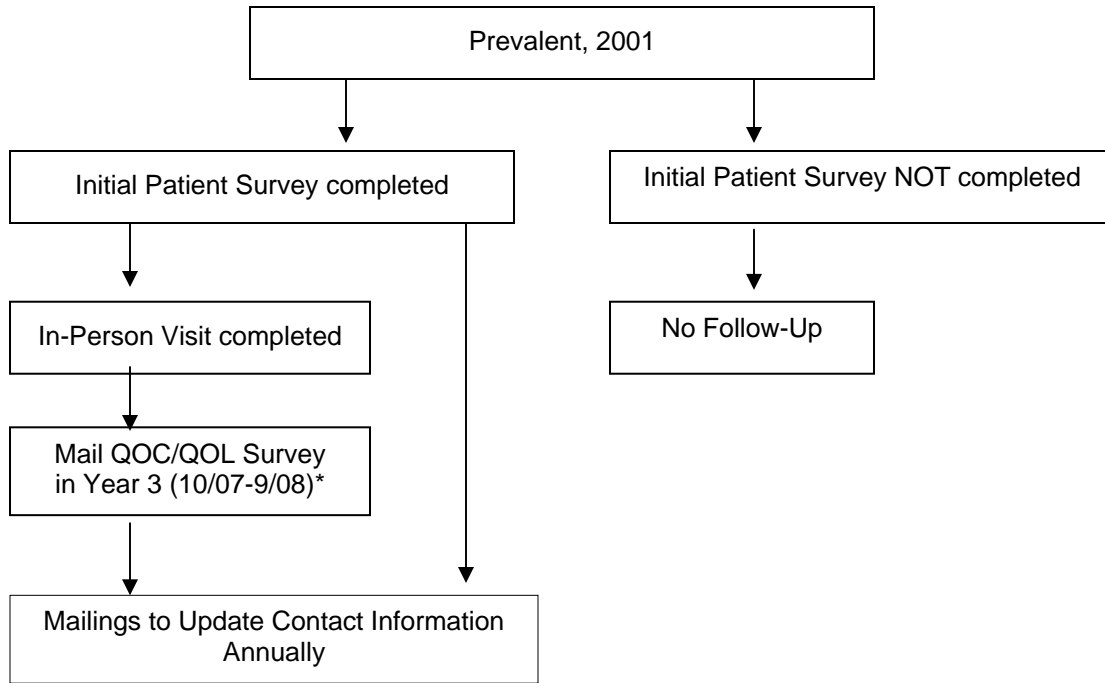 Prevalent, 2001
Initial Patient Survey completed
Initial Patient Survey NOT completed
In-Person Visit completed
No Follow-Up
Mail QOC/QOL Survey
in Year 3 (10/07-9/08)*
Mailings to Update Contact Information
Annually